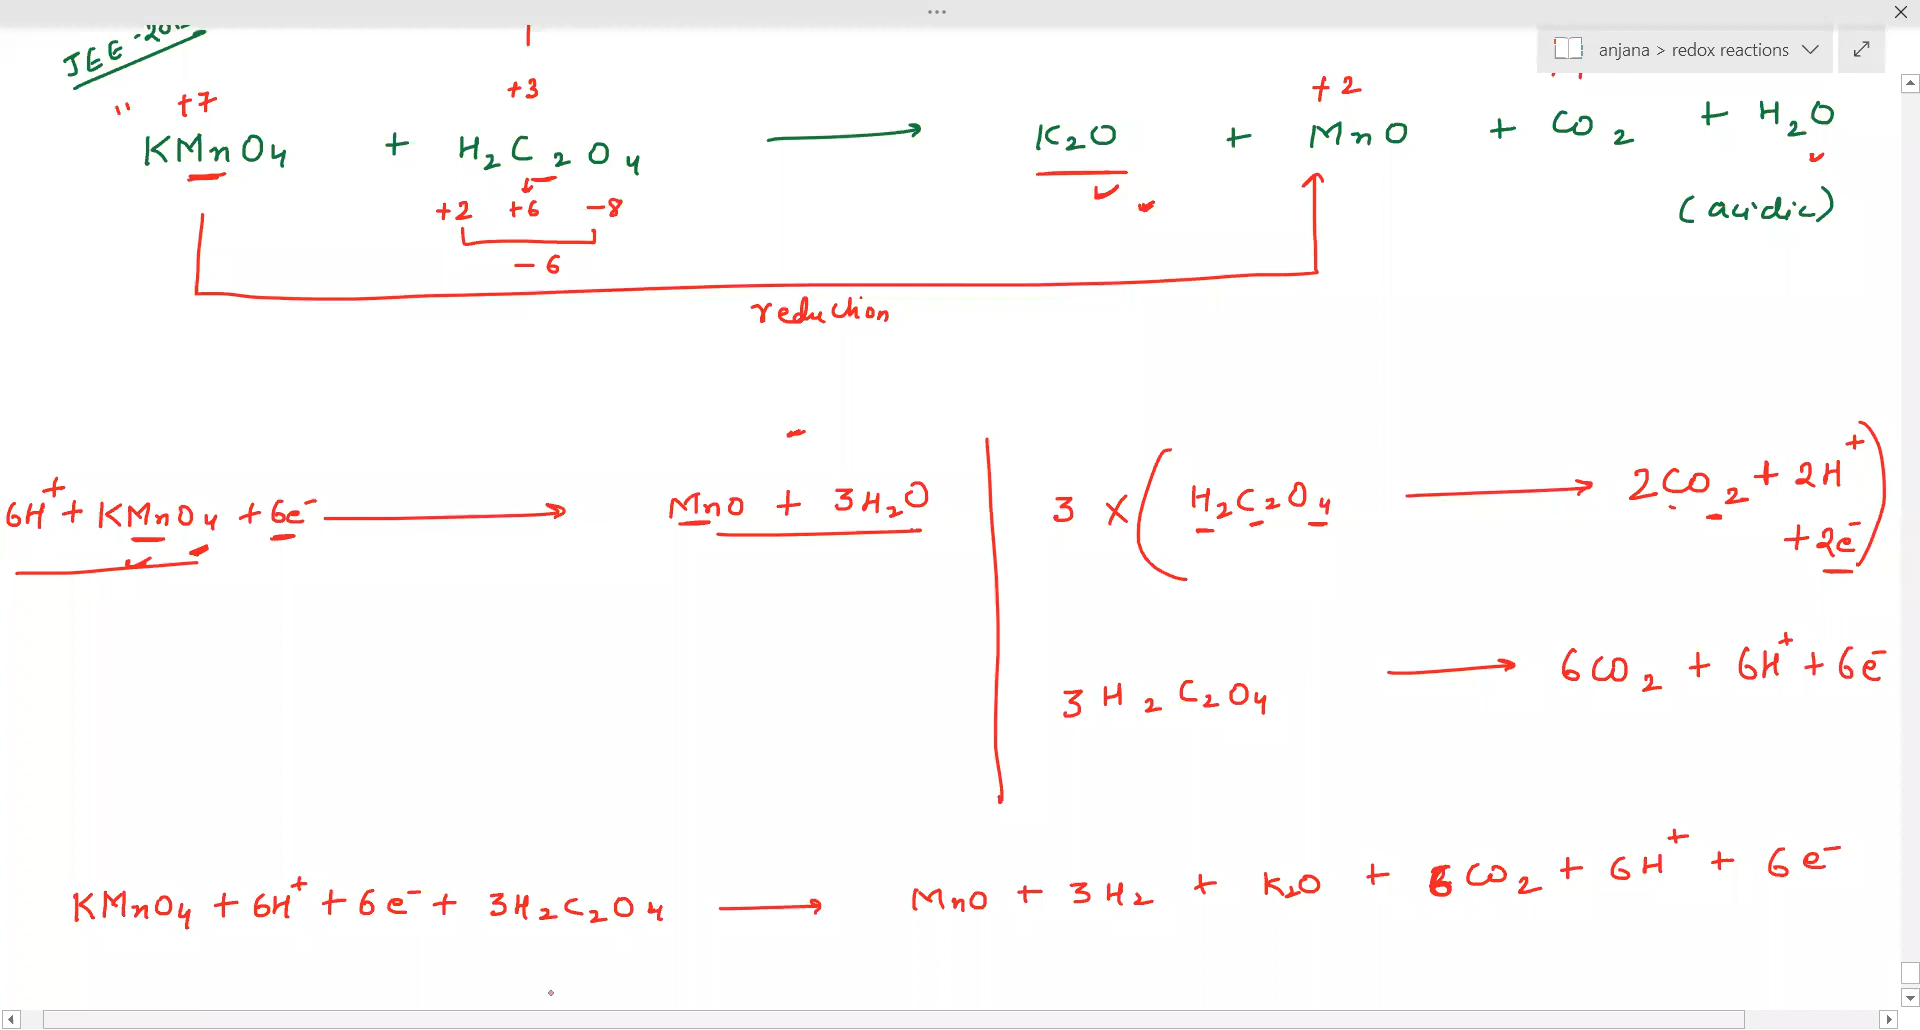 anjana > redox reactions
JEE
" +7 +3 +2
KMnO4 + H2C2O4 ⟶ K2O + MnO + CO2 + H2O
+2 +6 -8 (acidic)
-6
reduction
6H+ + KMnO4 + 6e- ⟶ MnO + 3H2O
3 × (H2C2O4 ⟶ 2CO2 + 2H+
+ 2e-)
3H2C2O4 ⟶ 6CO2 + 6H+ + 6e-
KMnO4 + 6H+ + 6e- + 3H2C2O4 ⟶ MnO + 3H2 + K2O + 6CO2 + 6H+ + 6e-